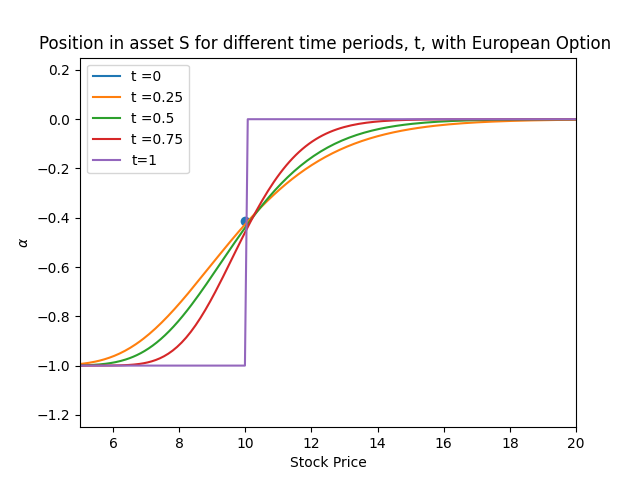 Position in asset S for different time periods, t, with European Option
t =0
t =0.25
t =0.5
t =0.75
t=1
0.2
0.0
−0.2
−0.4
−0.6
−0.8
−1.0
−1.2
α
6 8 10 12 14 16 18 20
Stock Price